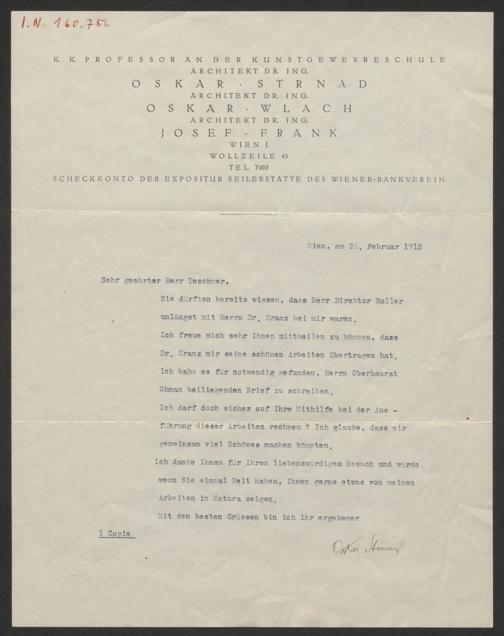 I.N. 160.756
K. K. PROFESSOR AN DER KUNSTGEWERBESCHULE
ARCHITEKT DR. ING.
OSKAR · STRNAD
ARCHITEKT DR. ING.
OSKAR · WLACH
ARCHITEKT DR. ING.
JOSEF · FRANK
WIEN I.
WOLLZEILE 45
TEL. 7103
SCHECKKONTO DER EXPOSITUR SEILERSTATTE DES WIENER-BANKVEREIN
Wien, am 24. Februar 1915
Sehr geehrter Herr Teschner,
Sie dürften bereits wissen, dass Herr Direktor Roller
unlängst mit Herrn Dr. Kranz bei mir waren.
Ich freue mich sehr Ihnen mittheilen zu können, dass
Dr. Kranz mir seine schönen Arbeiten übertragen hat.
Ich habe es für notwendig gefunden, Herrn Oberbaurat
Ohman beiliegenden Brief zu schreiben.
Ich darf doch sicher auf Ihre Mithilfe bei der Aus -
führung dieser Arbeiten rechnen ? Ich glaube, dass wir
gemeinsam viel Schönes machen könnten.
Ich danke Ihnen für Ihren liebenswürdigen Besuch und würde,
wenn Sie einmal Zeit haben, Ihnen gerne etwas von meinen
Arbeiten in Natura zeigen.
Mit den besten Grüssen bin ich Ihr ergebener
1 Copie
Oskar Strnad